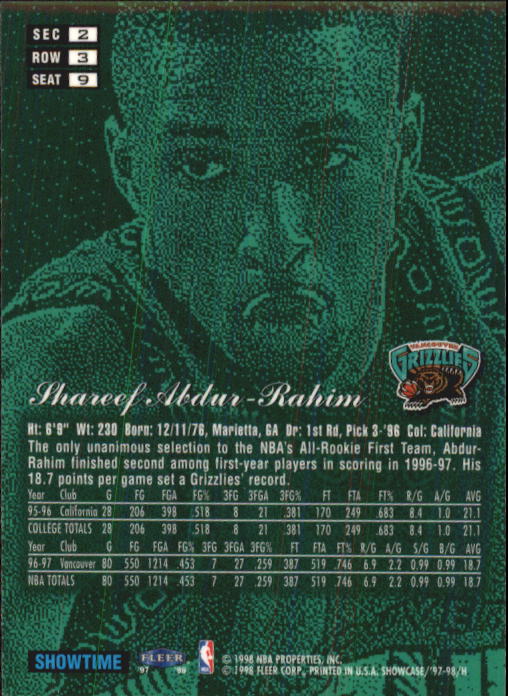 SEC 2
ROW 3
SEAT 9
VANCOUVER
GRIZZLIES
Shareef Abdur-Rahim
Ht: 6'9" Wt: 230 Born: 12/11/76, Marietta, GA Dr: 1st Rd, Pick 3-'96 Col: California
The only unanimous selection to the NBA's All-Rookie First Team, Abdur-
Rahim finished second among first-year players in scoring in 1996-97. His
18.7 points per game set a Grizzlies' record.
Year Club G FG FGA FG% 3FG 3FGA 3FG% FT FTA FT% R/G A/G AVG
95-96 California 28 206 398 .518 8 21 .381 170 249 .683 8.4 1.0 21.1
COLLEGE TOTALS 28 206 398 .518 8 21 .381 170 249 .683 8.4 1.0 21.1
Year Club G FG FGA FG% 3FG 3FGA 3FG% FT FTA FT% R/G A/G S/G B/G AVG
96-97 Vancouver 80 550 1214 .453 7 27 .259 387 519 .746 6.9 2.2 0.99 0.99 18.7
NBA TOTALS 80 550 1214 .453 7 27 .259 387 519 .746 6.9 2.2 0.99 0.99 18.7
SHOWTIME
FLEER
'97 '98
© 1998 NBA PROPERTIES, INC.
© 1998 FLEER CORP., PRINTED IN U.S.A. SHOWCASE/'97-98/H